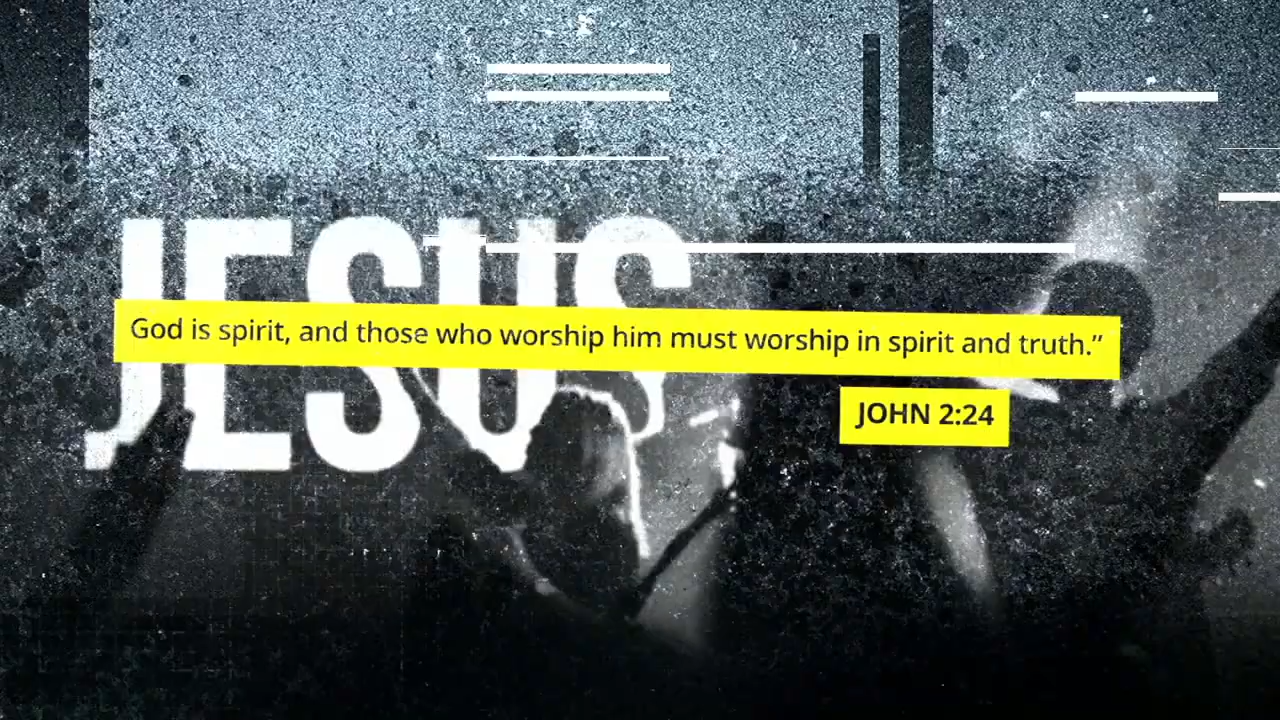 JESUS
God is spirit, and those who worship him must worship in spirit and truth.”
JOHN 2:24